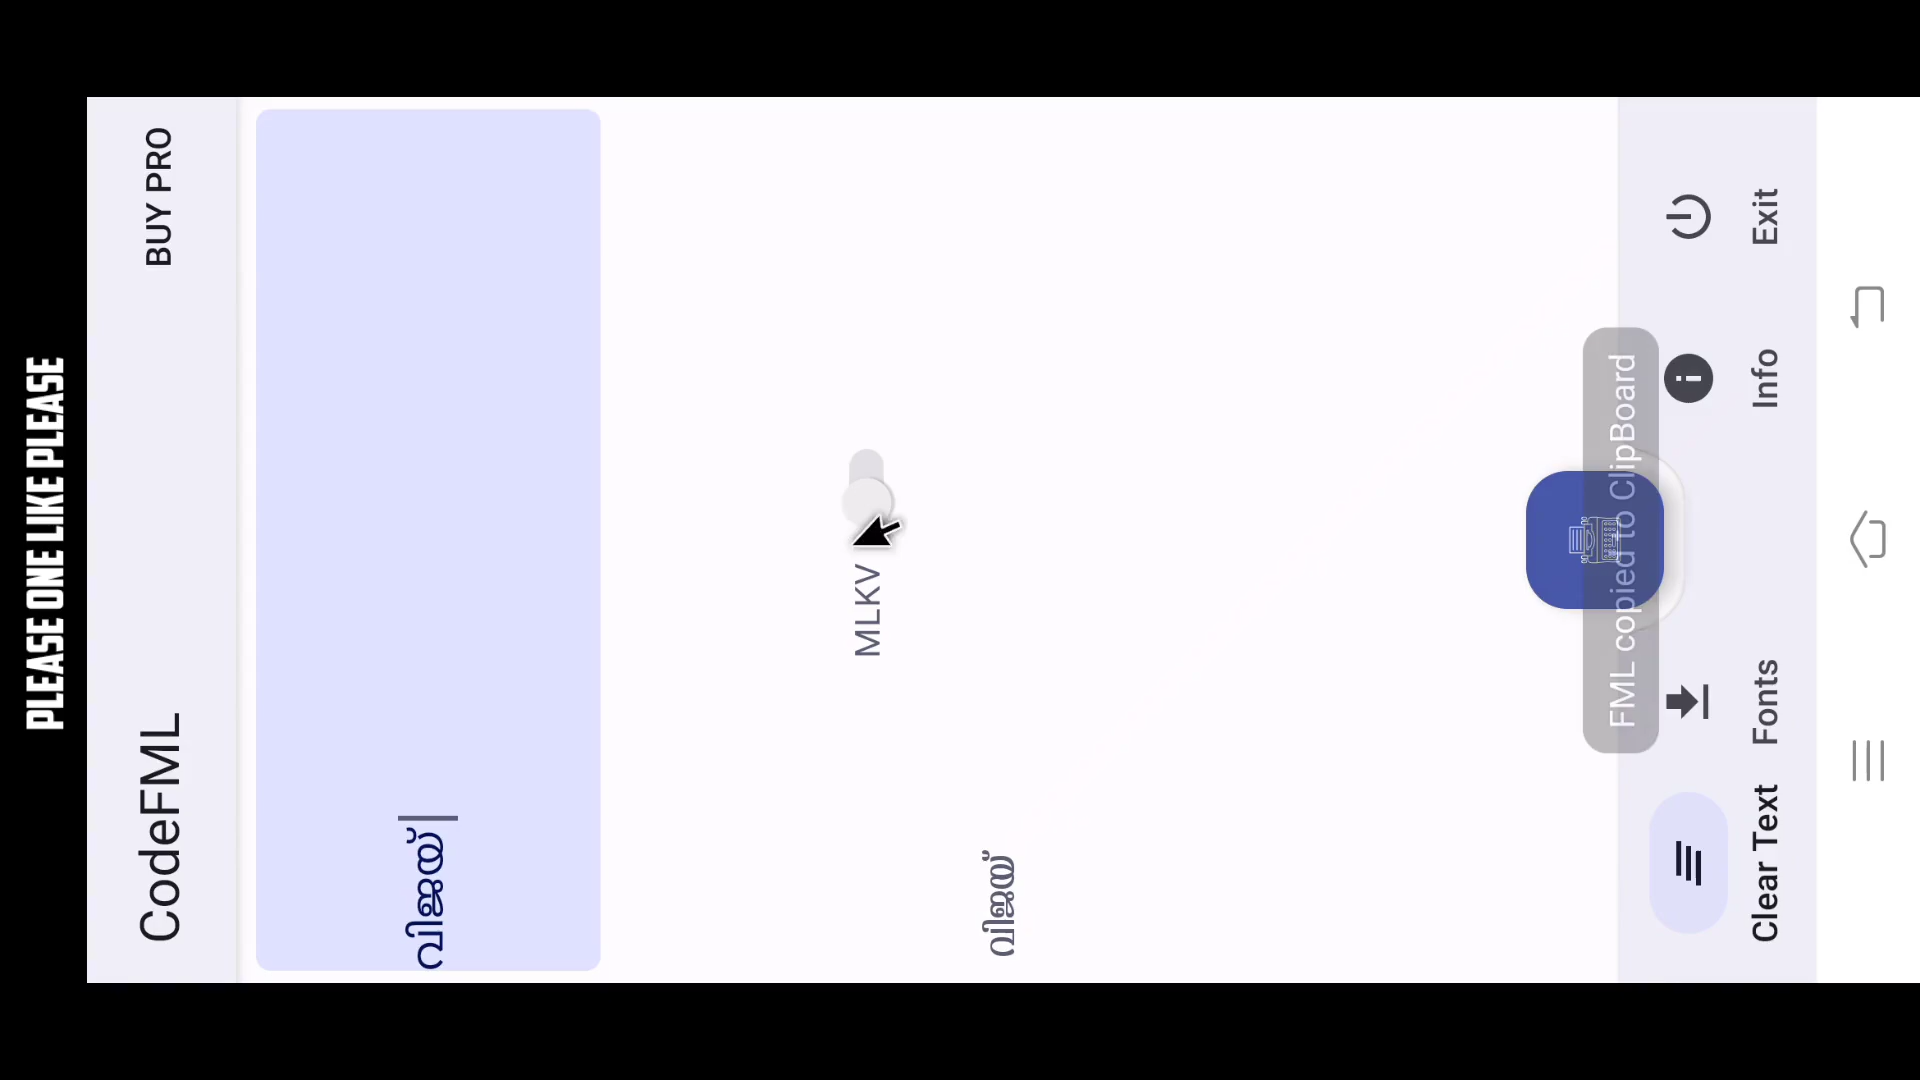 PLEASE ONE LIKE PLEASE
CodeFML
BUY PRO
വിജയ്
MLKV
വിജയ്
FML copied to ClipBoard
Clear Text
Fonts
Info
Exit